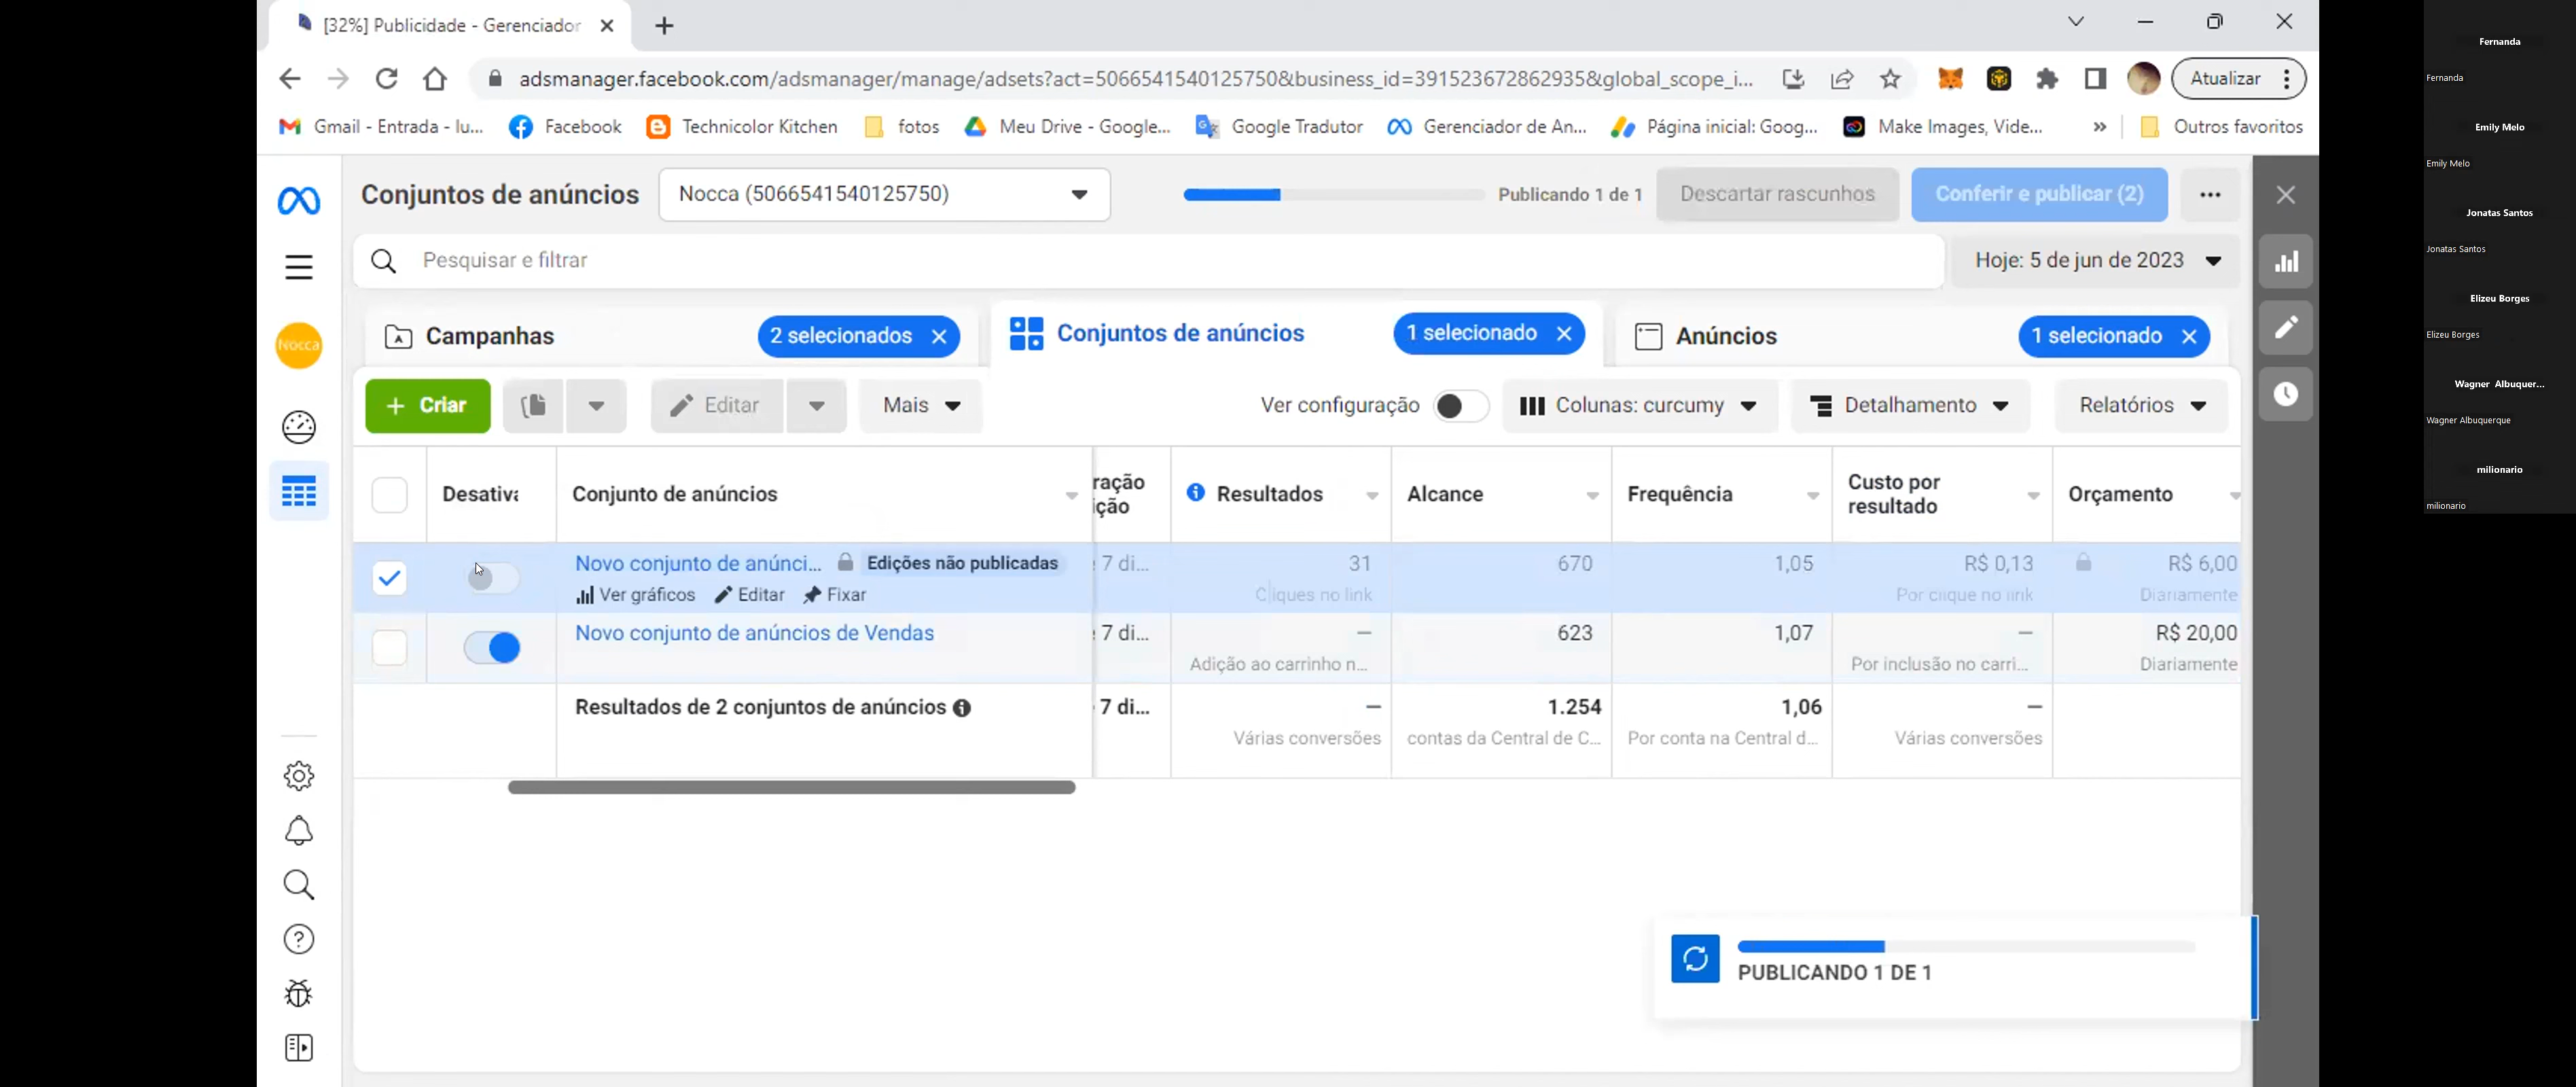 [32%] Publicidade - Gerenciador
adsmanager.facebook.com/adsmanager/manage/adsets?act=5066541540125750&business_id=391523672862935&global_scope_i...
Atualizar
Gmail - Entrada - lu...
Facebook
Technicolor Kitchen
fotos
Meu Drive - Google...
Google Tradutor
Gerenciador de An...
Página inicial: Goog...
Make Images, Vide...
»
Outros favoritos
Conjuntos de anúncios
Nocca (5066541540125750)
Publicando 1 de 1
Descartar rascunhos
Conferir e publicar (2)
Pesquisar e filtrar
Hoje: 5 de jun de 2023
Nocca
Campanhas
2 selecionados
Conjuntos de anúncios
1 selecionado
Anúncios
1 selecionado
+ Criar
Editar
Mais
Ver configuração
Colunas: curcumy
Detalhamento
Relatórios
Desativa
Conjunto de anúncios
ração
ição
Resultados
Alcance
Frequência
Custo por
resultado
Orçamento
Novo conjunto de anúnci...
Edições não publicadas
7 di...
31
670
1,05
R$ 0,13
R$ 6,00
Ver gráficos
Editar
Fixar
Cliques no link
Por clique no link
Diariamente
Novo conjunto de anúncios de Vendas
7 di...
—
623
1,07
—
R$ 20,00
Adição ao carrinho n...
Por inclusão no carri...
Diariamente
Resultados de 2 conjuntos de anúncios
7 di...
—
1.254
1,06
—
Várias conversões
contas da Central de C...
Por conta na Central d...
Várias conversões
PUBLICANDO 1 DE 1
Fernanda
Fernanda
Emily Melo
Emily Melo
Jonatas Santos
Jonatas Santos
Elizeu Borges
Elizeu Borges
Wagner Albuquer...
Wagner Albuquerque
milionario
milionario